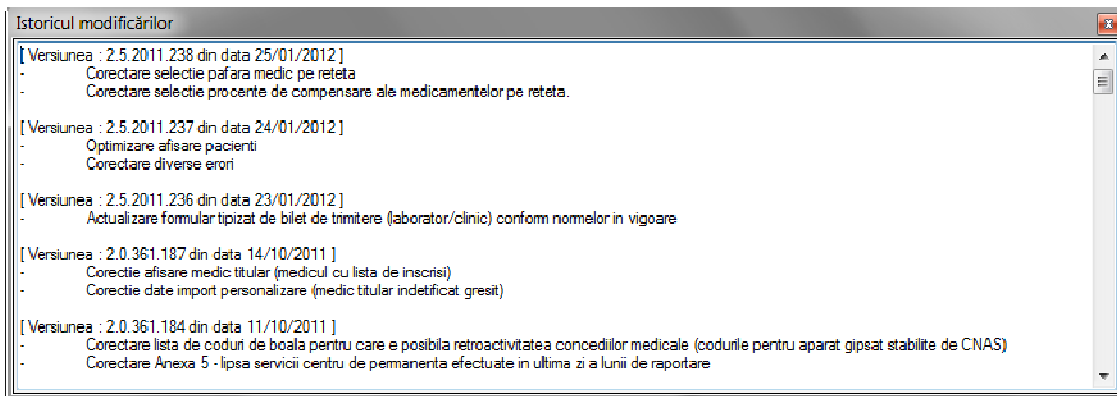 Istoricul modificărilor
[ Versiunea : 2.5.2011.238 din data 25/01/2012 ]
- Corectare selectie pafara medic pe reteta
- Corectare selectie procente de compensare ale medicamentelor pe reteta.
[ Versiunea : 2.5.2011.237 din data 24/01/2012 ]
- Optimizare afisare pacienti
- Corectare diverse erori
[ Versiunea : 2.5.2011.236 din data 23/01/2012 ]
- Actualizare formular tipizat de bilet de trimitere (laborator/clinic) conform normelor in vigoare
[ Versiunea : 2.0.361.187 din data 14/10/2011 ]
- Corectie afisare medic titular (medicul cu lista de inscrisi)
- Corectie date import personalizare (medic titular indetificat gresit)
[ Versiunea : 2.0.361.184 din data 11/10/2011 ]
- Corectare lista de coduri de boala pentru care e posibila retroactivitatea concediilor medicale (codurile pentru aparat gipsat stabilite de CNAS)
- Corectare Anexa 5 - lipsa servicii centru de permanenta efectuate in ultima zi a lunii de raportare